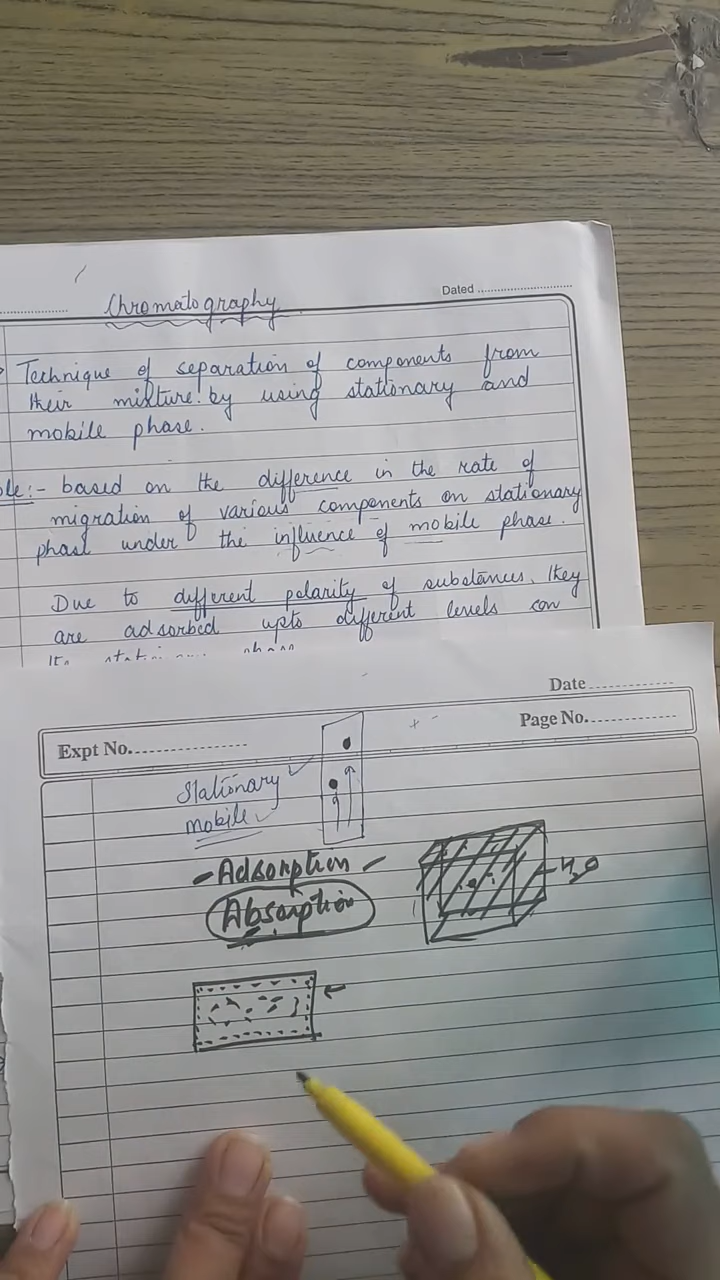 Chromatography
Dated
Technique of separation of components from
their mixture. by using stationary and
mobile phase.
ple:- based on the difference in the rate of
migration of various components on stationary
phase under the influence of mobile phase.
Due to different polarity of substances, they
are adsorbed upto different levels on
Date
Expt No.
Page No.
Stationary
mobile
Adsorption
Absorption
H2O